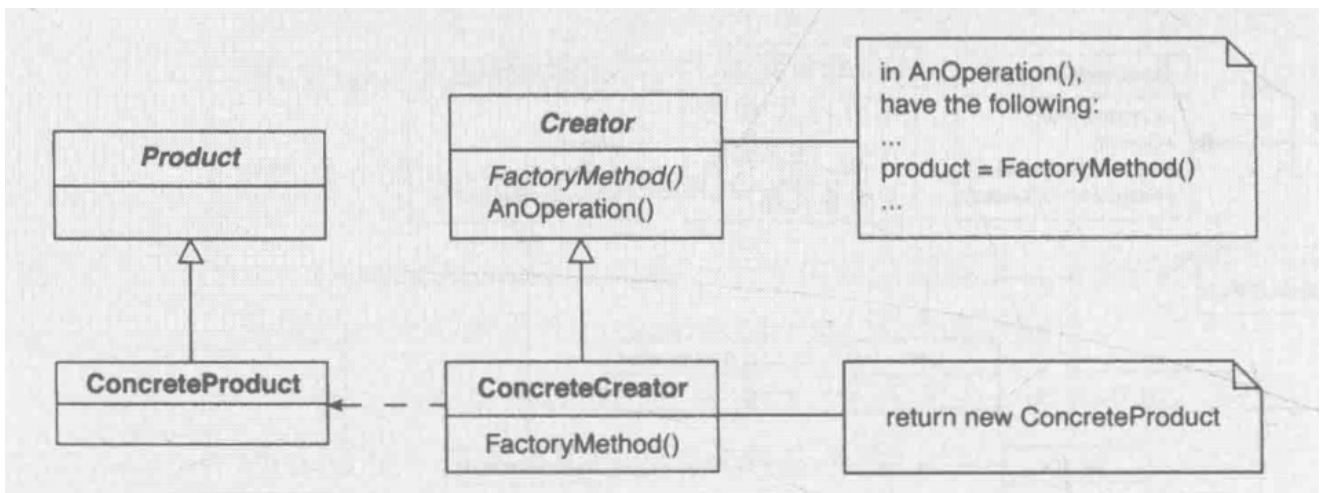 Product
Creator
FactoryMethod()
AnOperation()
in AnOperation(),
have the following:
...
product = FactoryMethod()
...
ConcreteProduct
ConcreteCreator
FactoryMethod()
return new ConcreteProduct